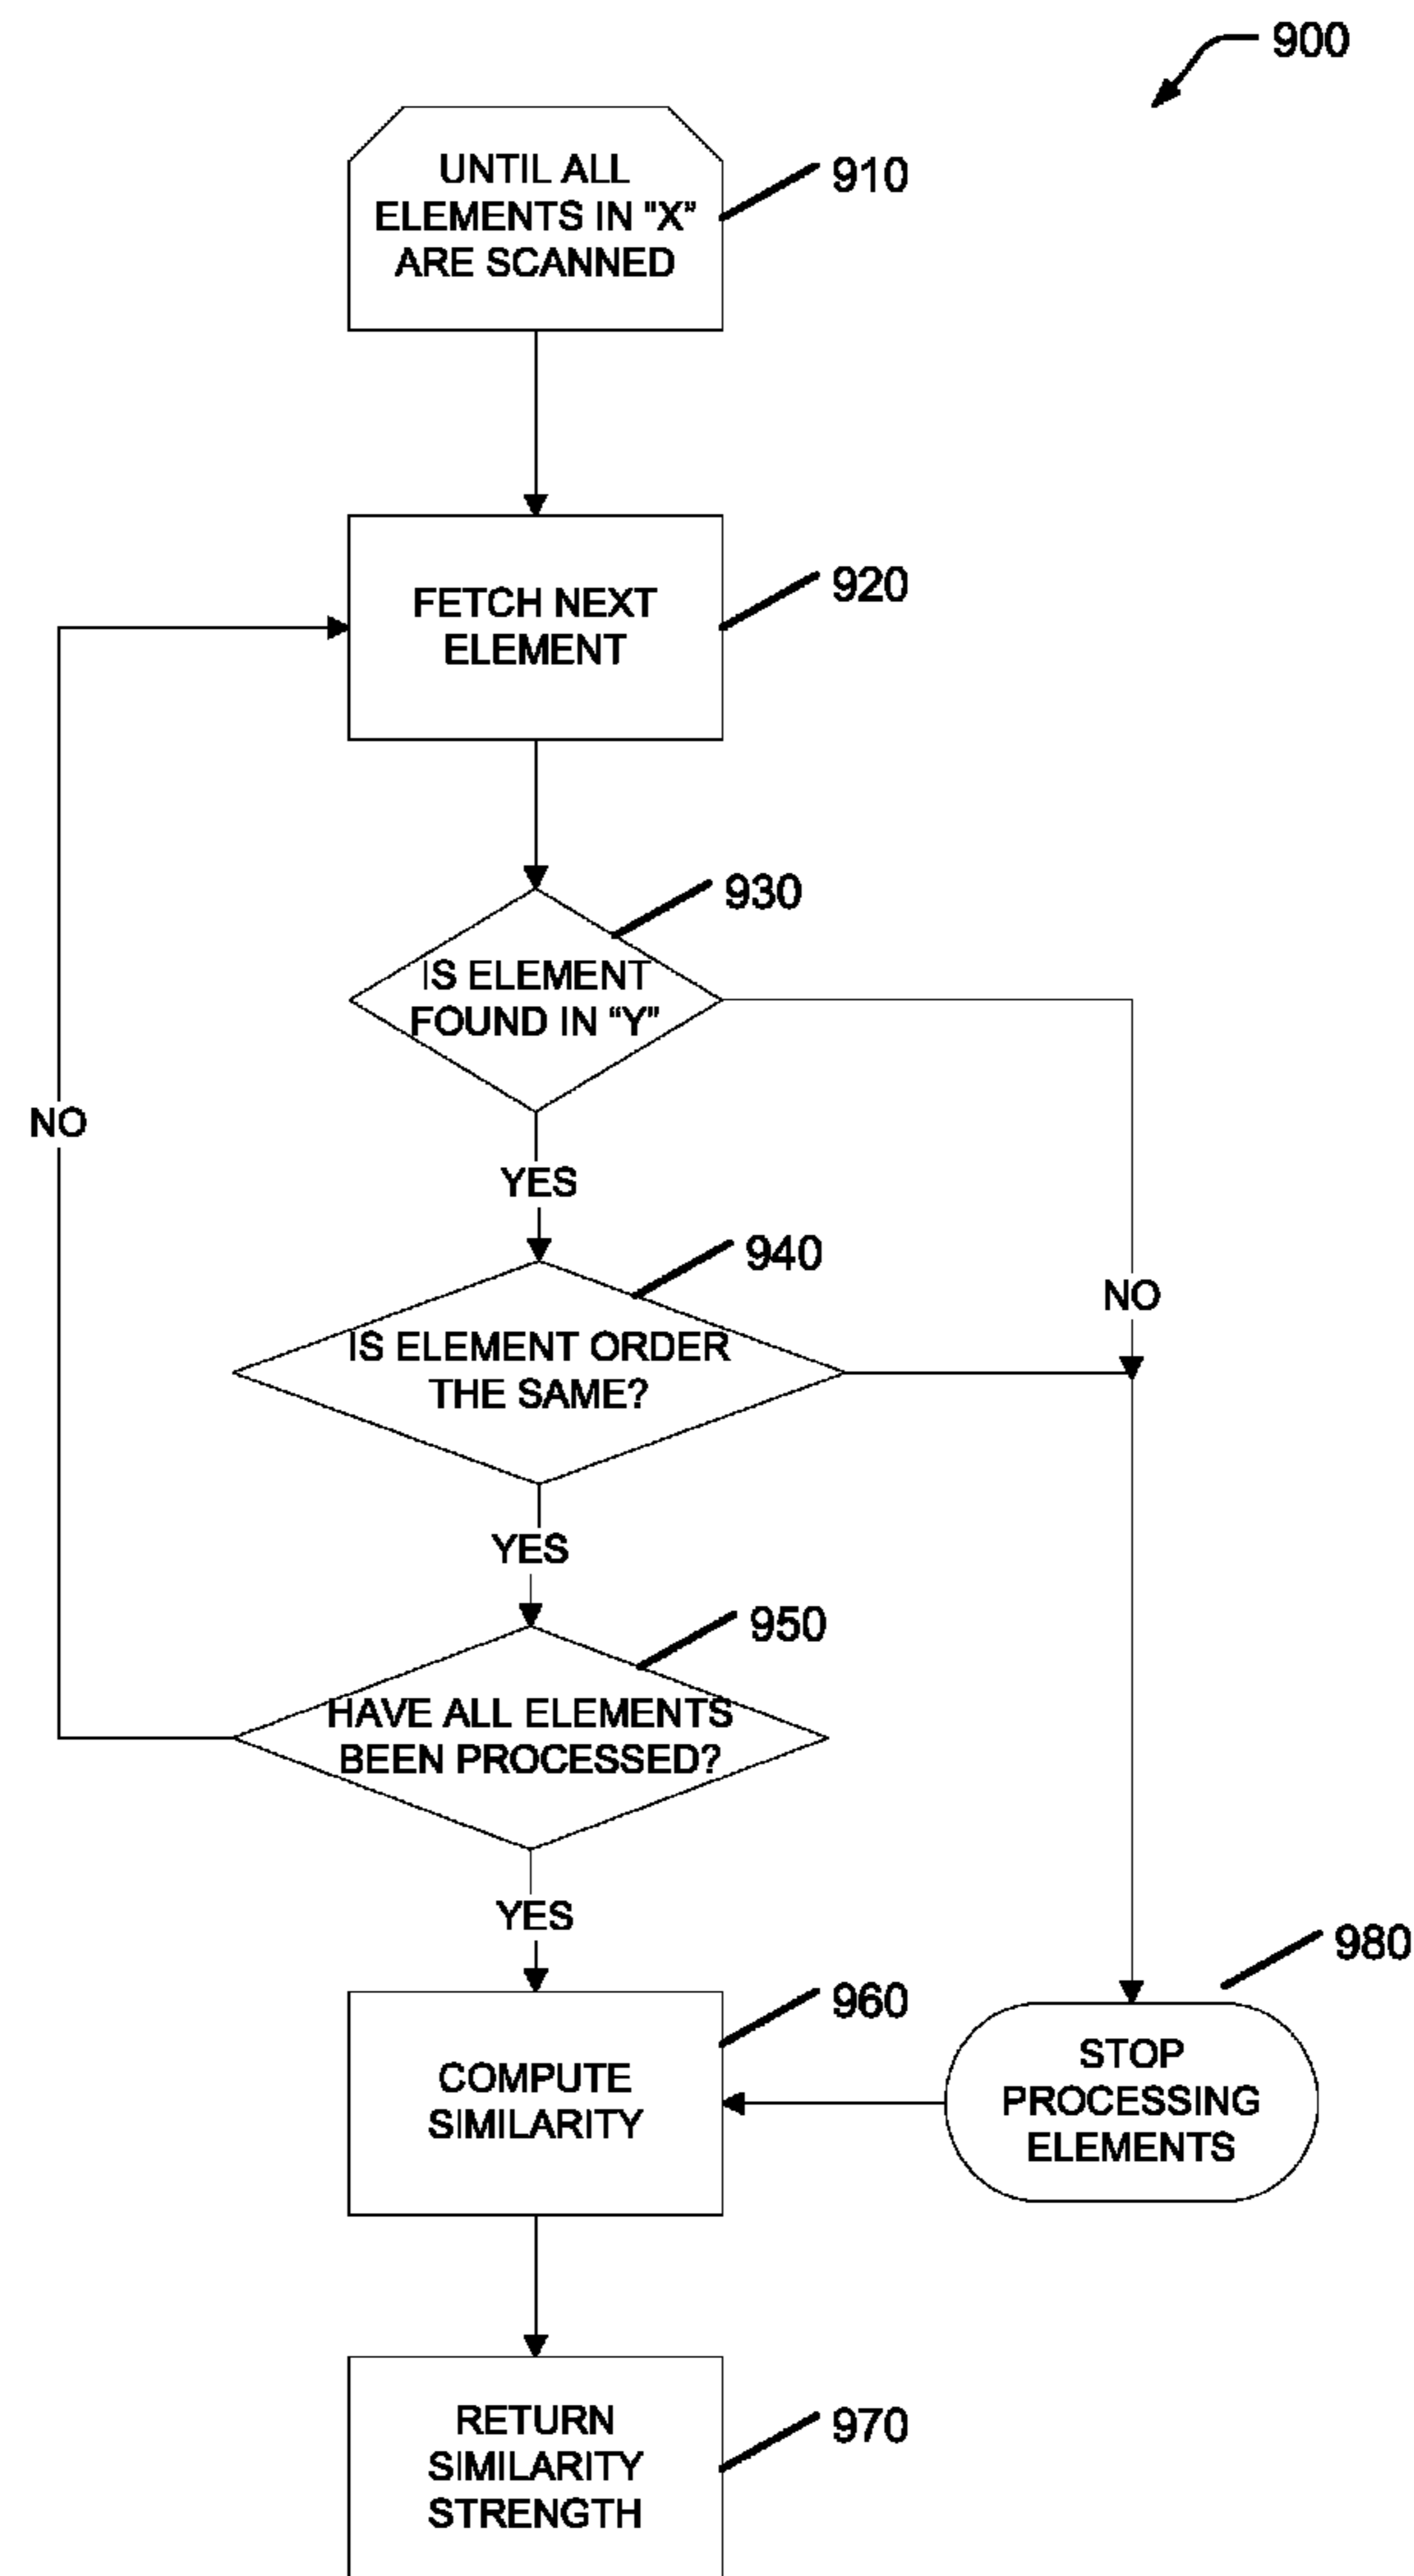 900
UNTIL ALL
ELEMENTS IN "X"
ARE SCANNED
910
FETCH NEXT
ELEMENT
920
930
IS ELEMENT
FOUND IN "Y"
NO
YES
940
NO
IS ELEMENT ORDER
THE SAME?
YES
950
HAVE ALL ELEMENTS
BEEN PROCESSED?
YES
960
980
COMPUTE
SIMILARITY
STOP
PROCESSING
ELEMENTS
RETURN
SIMILARITY
STRENGTH
970